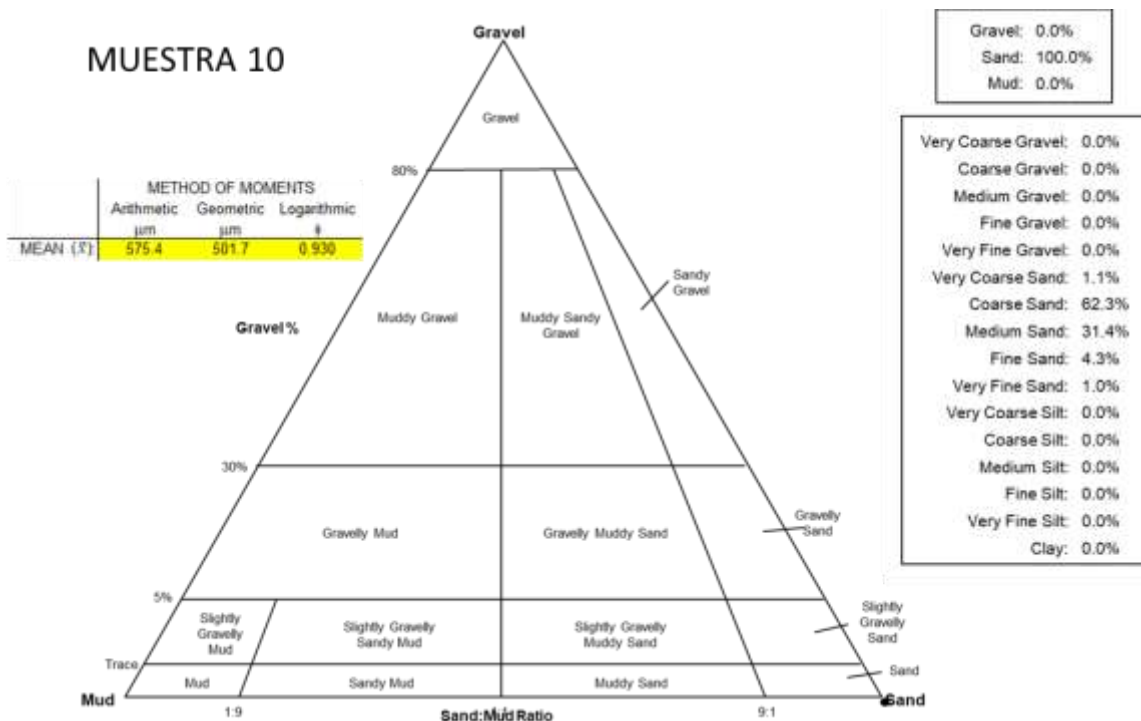 MUESTRA 10
Gravel
Gravel
80%
METHOD OF MOMENTS
Arithmetic Geometric Logarithmic
μm μm ϕ
MEAN (x̄): 575.4 501.7 0.930
Gravel %
Muddy Gravel
Muddy Sandy
Gravel
Sandy
Gravel
30%
Gravelly Mud
Gravelly Muddy Sand
Gravelly
Sand
5%
Slightly
Gravelly
Mud
Slightly Gravelly
Sandy Mud
Slightly Gravelly
Muddy Sand
Slightly
Gravelly
Sand
Trace
Mud
Sandy Mud
Muddy Sand
Sand
Mud
Sand
1:9
9:1
Sand:Mud Ratio
Gravel: 0.0%
Sand: 100.0%
Mud: 0.0%
Very Coarse Gravel: 0.0%
Coarse Gravel: 0.0%
Medium Gravel: 0.0%
Fine Gravel: 0.0%
Very Fine Gravel: 0.0%
Very Coarse Sand: 1.1%
Coarse Sand: 62.3%
Medium Sand: 31.4%
Fine Sand: 4.3%
Very Fine Sand: 1.0%
Very Coarse Silt: 0.0%
Coarse Silt: 0.0%
Medium Silt: 0.0%
Fine Silt: 0.0%
Very Fine Silt: 0.0%
Clay: 0.0%